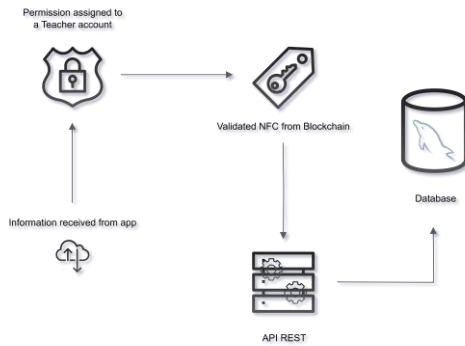 Permission assigned to
a Teacher account
Validated NFC from Blockchain
Database
Information received from app
API REST